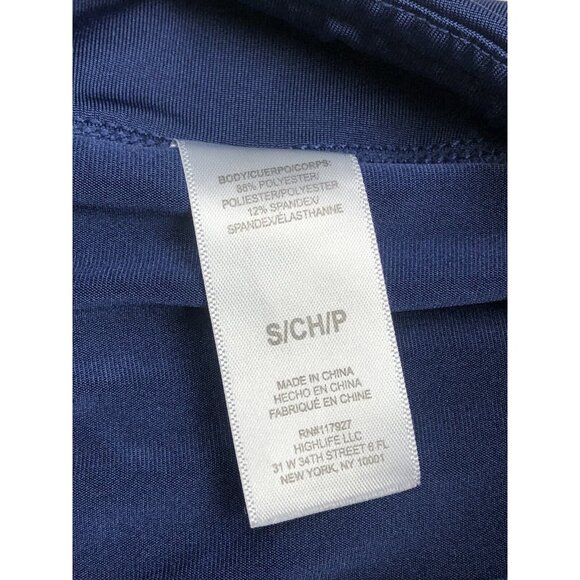 BODY/CUERPO/CORPS:
88% POLYESTER/
POLIESTER/POLYESTER
12% SPANDEX/
SPANDEX/ÉLASTHANNE
S/CH/P
MADE IN CHINA
HECHO EN CHINA
FABRIQUÉ EN CHINE
RN#117927
HIGHLIFE LLC
31 W 34TH STREET 6 FL
NEW YORK, NY 10001